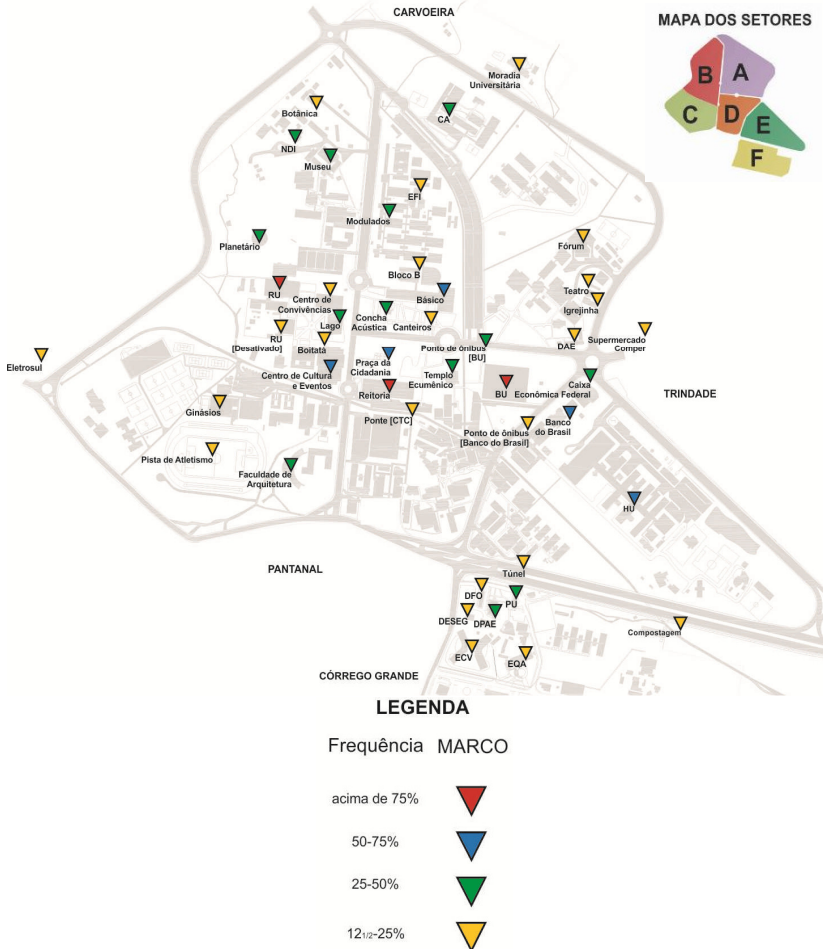 CARVOEIRA
MAPA DOS SETORES
A
B
C
D
E
F
Moradia
Universitária
Botânica
CA
NDI
Museu
EFI
Modulados
Planetário
Fórum
Bloco B
RU
Centro de
Convivências
Básico
Teatro
Igrejinha
Lago
Concha
Acústica
Canteiros
RU
[Desativado]
Boitatá
Ponto de ônibus
[BU]
DAE
Supermercado
Comper
Eletrosul
Centro de Cultura
e Eventos
Praça da
Cidadania
Templo
Ecumênico
Reitoria
BU
Caixa
Econômica Federal
TRINDADE
Ginásios
Ponte [CTC]
Ponto de ônibus
[Banco do Brasil]
Banco
do Brasil
Pista de Atletismo
Faculdade de
Arquitetura
HU
PANTANAL
Túnel
DFO
PU
DESEG
DPAE
Compostagem
ECV
EQA
CÓRREGO GRANDE
LEGENDA
Frequência MARCO
acima de 75%
50-75%
25-50%
12 1/2-25%